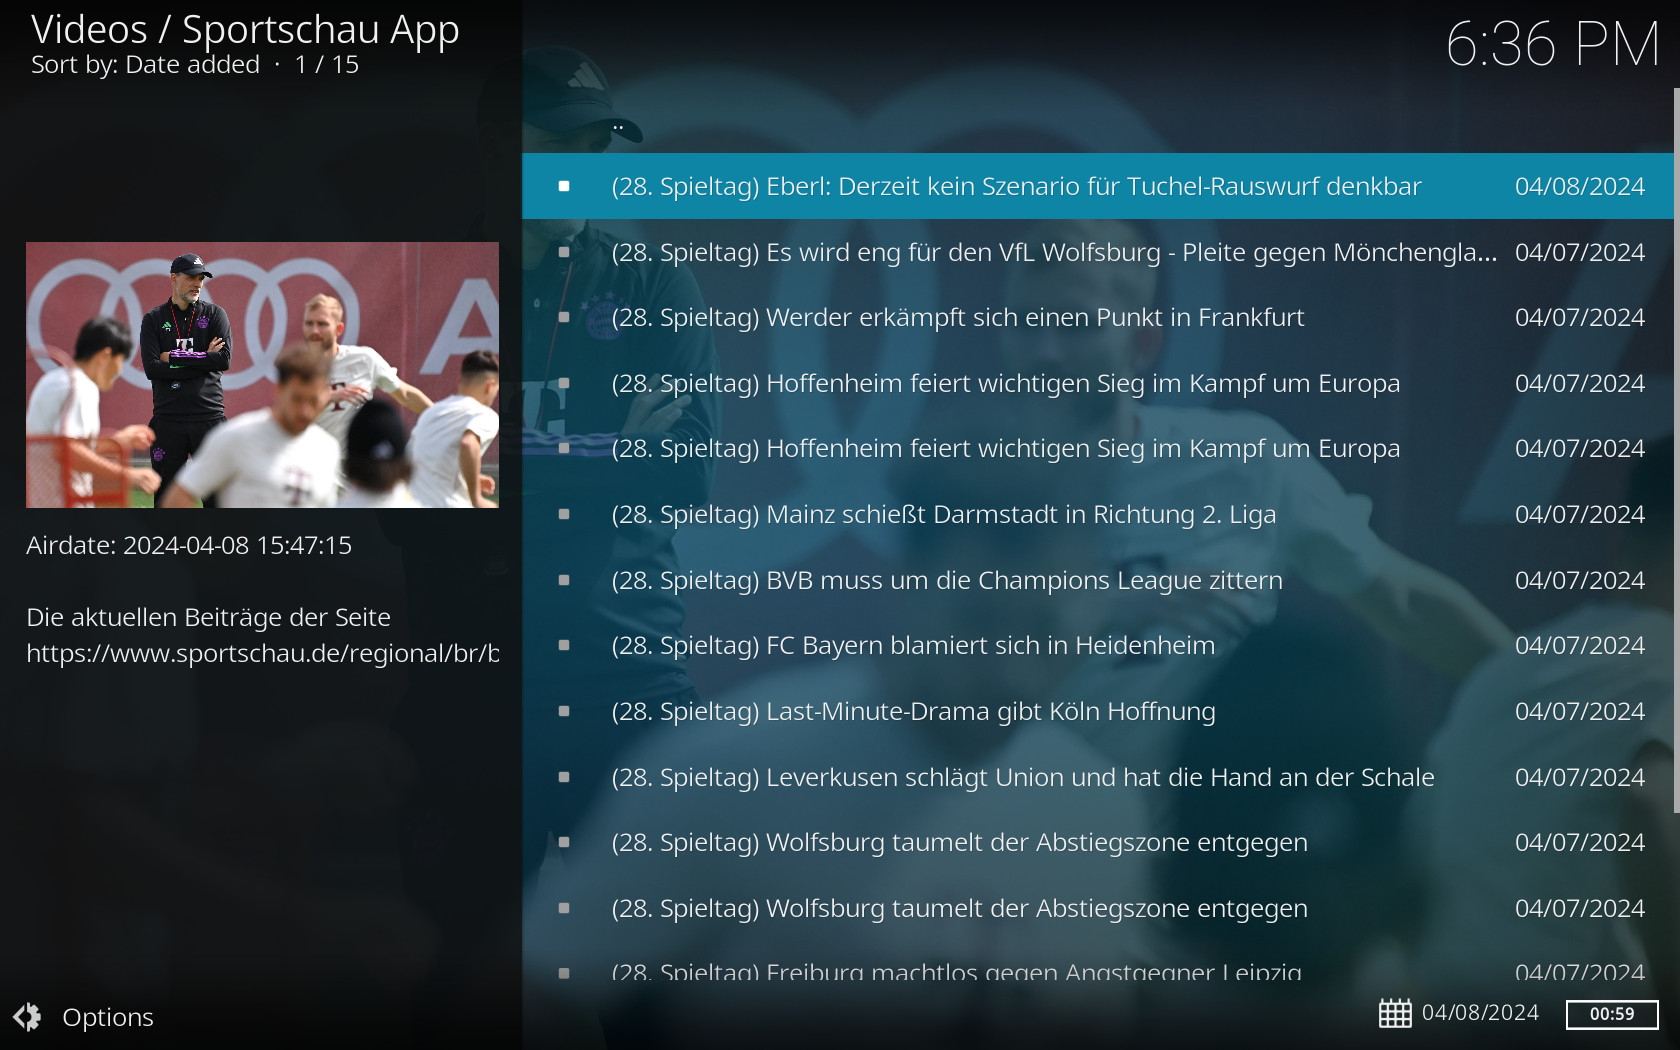 Videos / Sportschau App
Sort by: Date added · 1 / 15
6:36 PM
..
(28. Spieltag) Eberl: Derzeit kein Szenario für Tuchel-Rauswurf denkbar 04/08/2024
(28. Spieltag) Es wird eng für den VfL Wolfsburg - Pleite gegen Mönchengla... 04/07/2024
(28. Spieltag) Werder erkämpft sich einen Punkt in Frankfurt 04/07/2024
(28. Spieltag) Hoffenheim feiert wichtigen Sieg im Kampf um Europa 04/07/2024
(28. Spieltag) Hoffenheim feiert wichtigen Sieg im Kampf um Europa 04/07/2024
(28. Spieltag) Mainz schießt Darmstadt in Richtung 2. Liga 04/07/2024
(28. Spieltag) BVB muss um die Champions League zittern 04/07/2024
(28. Spieltag) FC Bayern blamiert sich in Heidenheim 04/07/2024
(28. Spieltag) Last-Minute-Drama gibt Köln Hoffnung 04/07/2024
(28. Spieltag) Leverkusen schlägt Union und hat die Hand an der Schale 04/07/2024
(28. Spieltag) Wolfsburg taumelt der Abstiegszone entgegen 04/07/2024
(28. Spieltag) Wolfsburg taumelt der Abstiegszone entgegen 04/07/2024
(28. Spieltag) Freiburg machtlos gegen Angstgegner Leipzig 04/07/2024
Airdate: 2024-04-08 15:47:15
Die aktuellen Beiträge der Seite
https://www.sportschau.de/regional/br/b
Options
04/08/2024
00:59